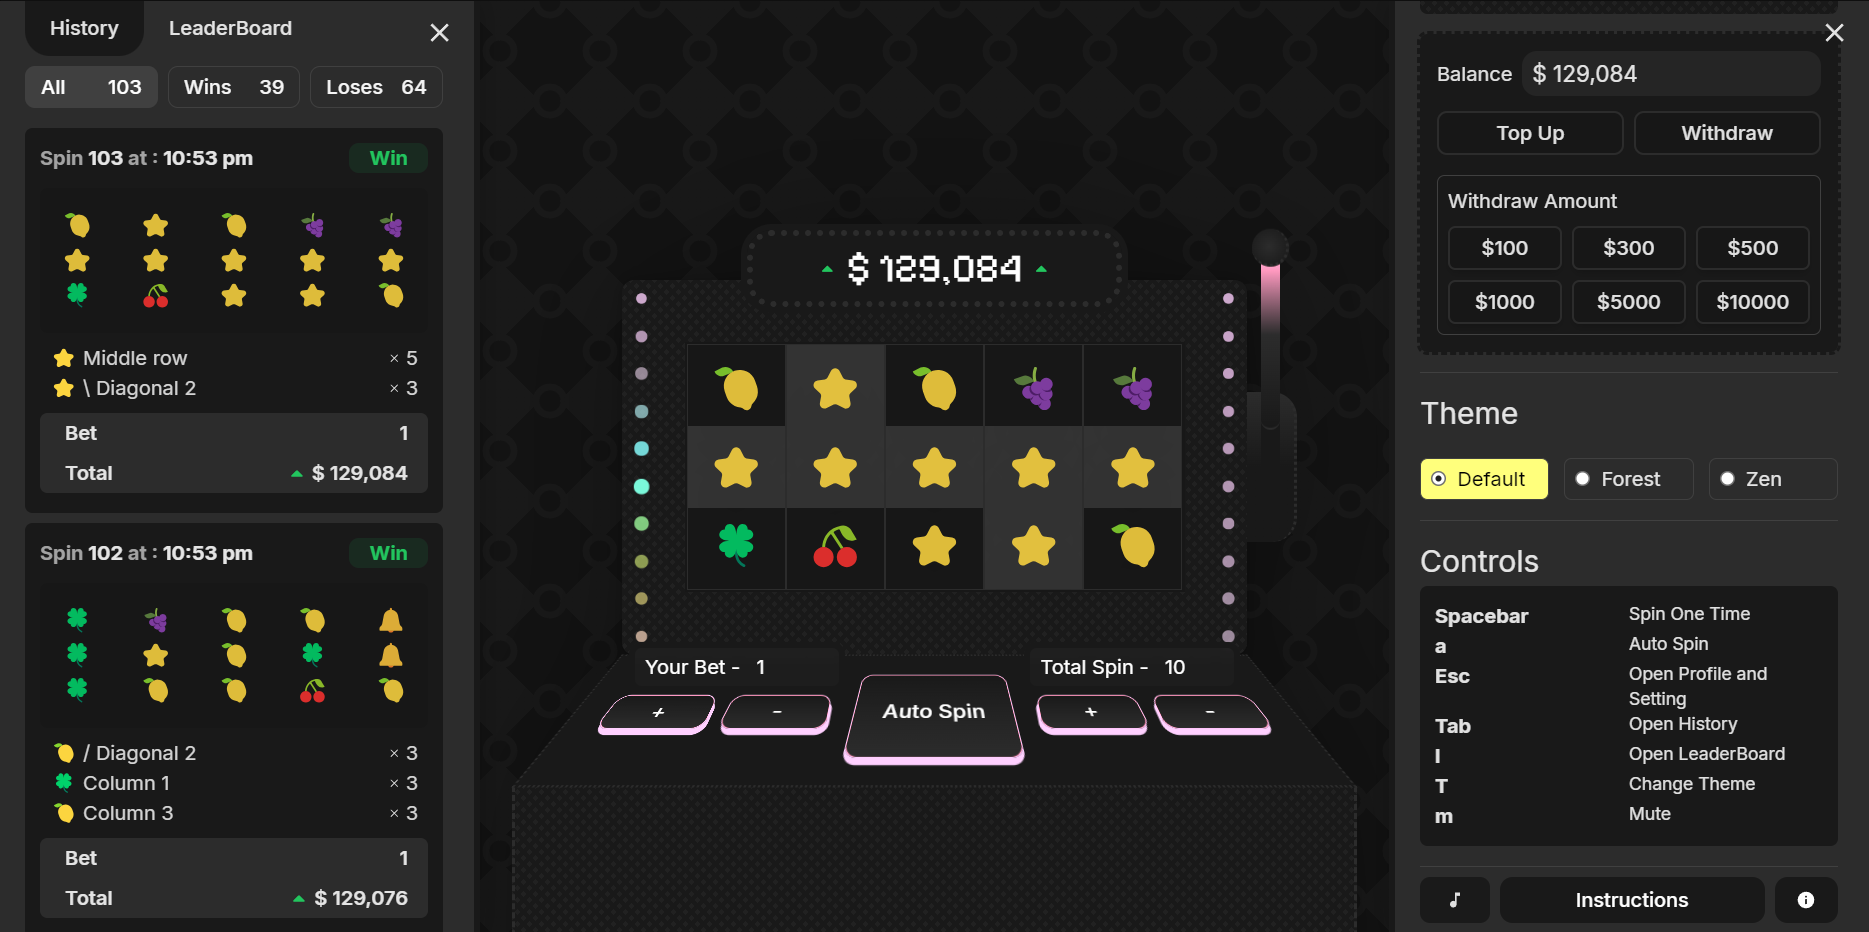 History
LeaderBoard
All 103
Wins 39
Loses 64
Spin 103 at : 10:53 pm
Win
Middle row × 5
\ Diagonal 2 × 3
Bet 1
Total $ 129,084
Spin 102 at : 10:53 pm
Win
/ Diagonal 2 × 3
Column 1 × 3
Column 3 × 3
Bet 1
Total $ 129,076
$ 129,084
Your Bet - 1
Total Spin - 10
+
-
Auto Spin
+
-
Balance $ 129,084
Top Up
Withdraw
Withdraw Amount
$100 $300 $500
$1000 $5000 $10000
Theme
Default
Forest
Zen
Controls
Spacebar Spin One Time
a Auto Spin
Esc Open Profile and
Setting
Tab Open History
l Open LeaderBoard
T Change Theme
m Mute
Instructions